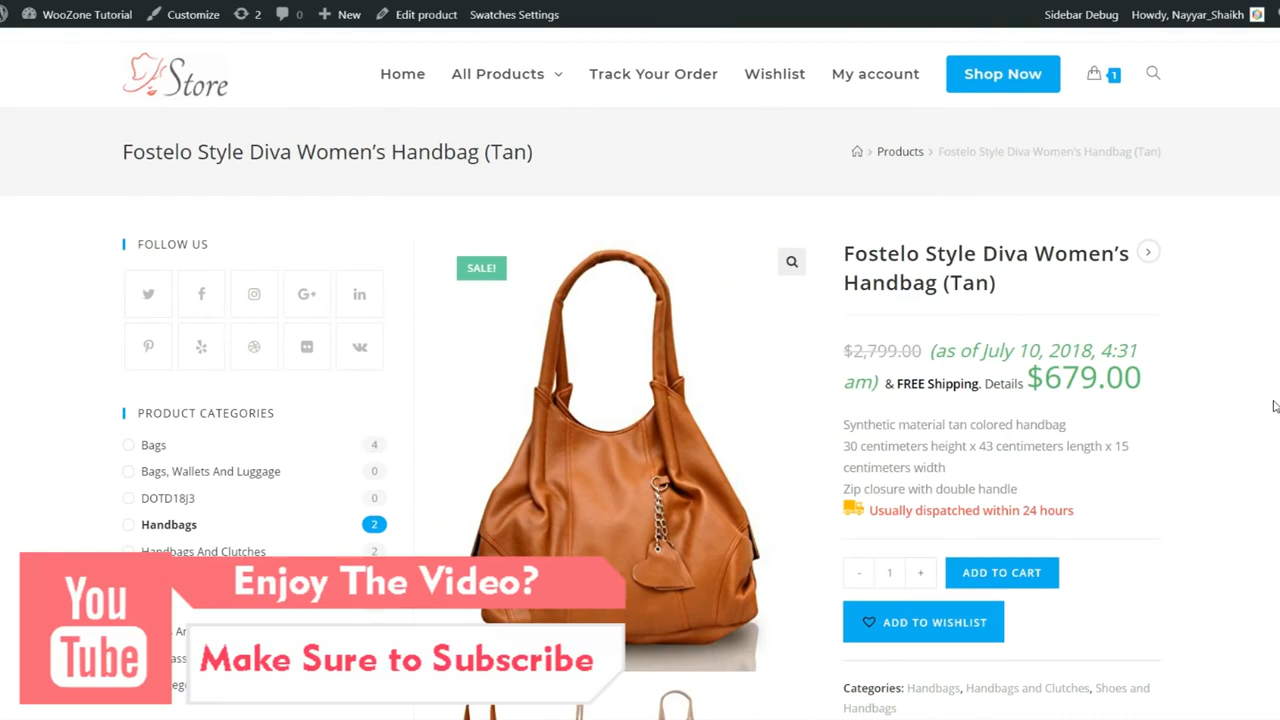 WooZone Tutorial
Customize
2
0
New
Edit product
Swatches Settings
Sidebar Debug
Howdy, Nayyar_Shaikh
Store
Home
All Products
Track Your Order
Wishlist
My account
Shop Now
1
Fostelo Style Diva Women's Handbag (Tan)
Products
Fostelo Style Diva Women's Handbag (Tan)
FOLLOW US
PRODUCT CATEGORIES
Bags 4
Bags, Wallets And Luggage 0
DOTD18J3 0
Handbags 2
Handbags And Clutches 2
SALE!
Fostelo Style Diva Women's
Handbag (Tan)
$2,799.00 (as of July 10, 2018, 4:31
am) & FREE Shipping. Details $679.00
Synthetic material tan colored handbag
30 centimeters height x 43 centimeters length x 15
centimeters width
Zip closure with double handle
Usually dispatched within 24 hours
- 1 +
ADD TO CART
ADD TO WISHLIST
Categories: Handbags, Handbags and Clutches, Shoes and
Handbags
You
Tube
Enjoy The Video?
Make Sure to Subscribe